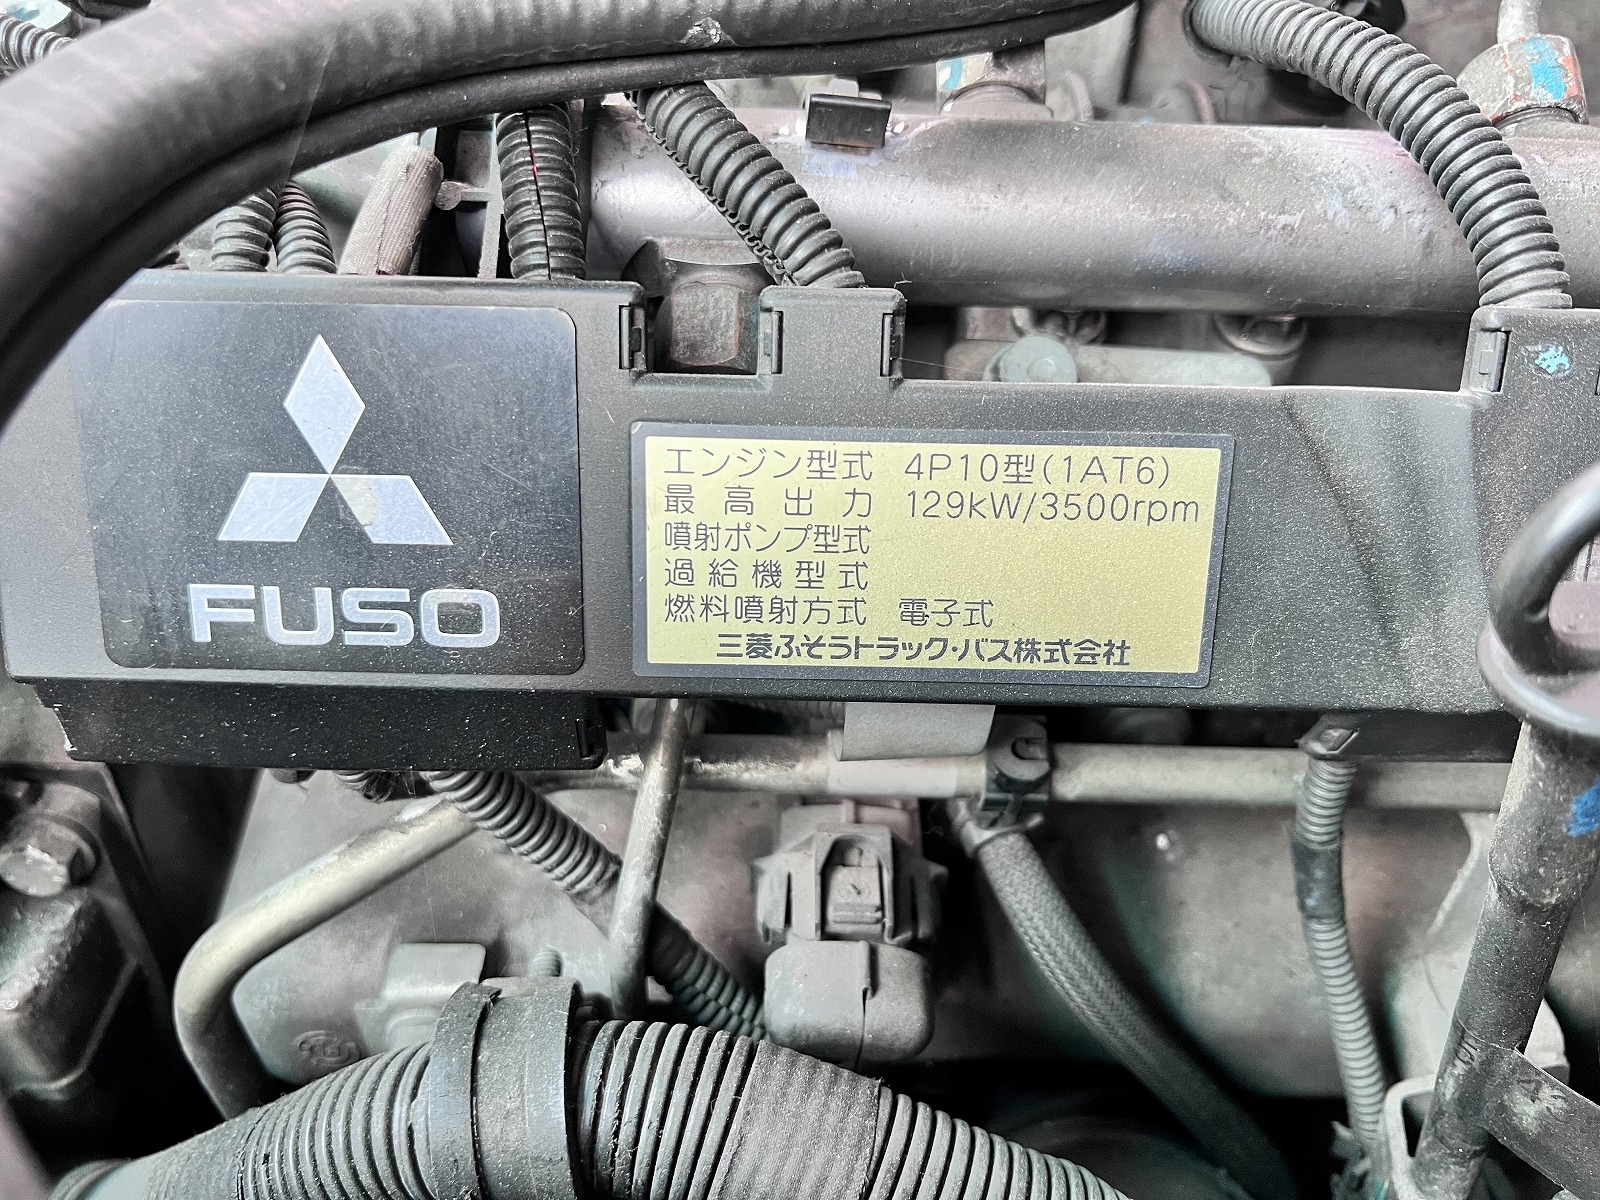 FUSO
エンジン型式 4P10型(1AT6)
最高出力 129kW/3500rpm
噴射ポンプ型式
過給機型式
燃料噴射方式 電子式
三菱ふそうトラック・バス株式会社